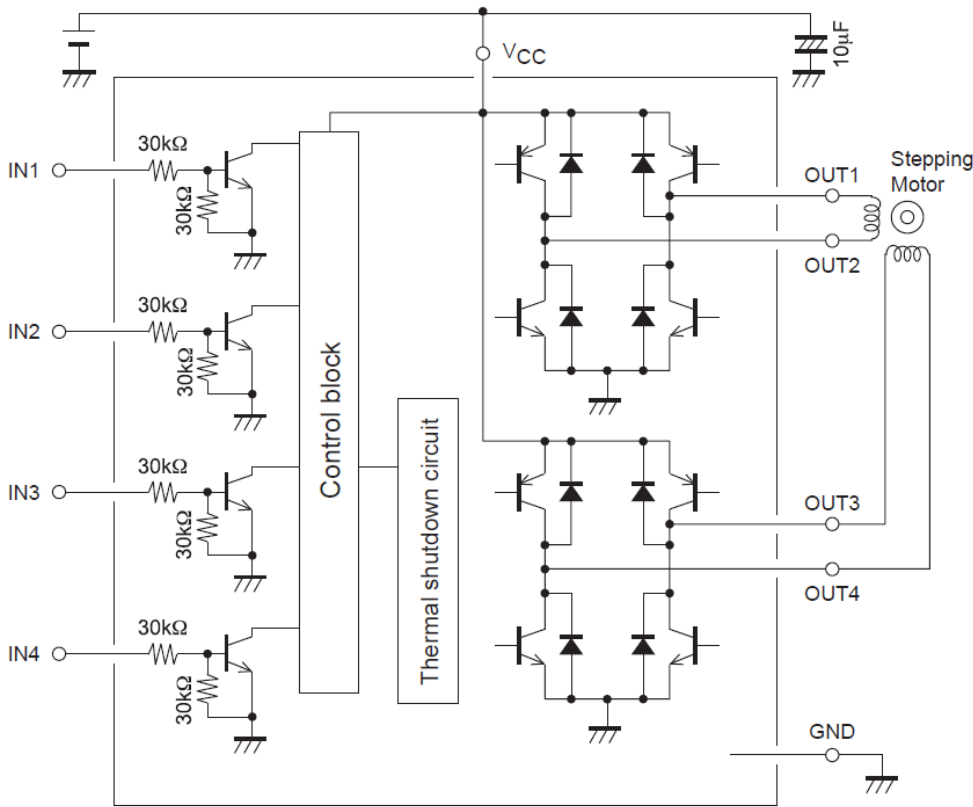 VCC
10µF
IN1
30kΩ
30kΩ
IN2
30kΩ
30kΩ
IN3
30kΩ
30kΩ
IN4
30kΩ
30kΩ
Control block
Thermal shutdown circuit
OUT1
OUT2
Stepping
Motor
OUT3
OUT4
GND